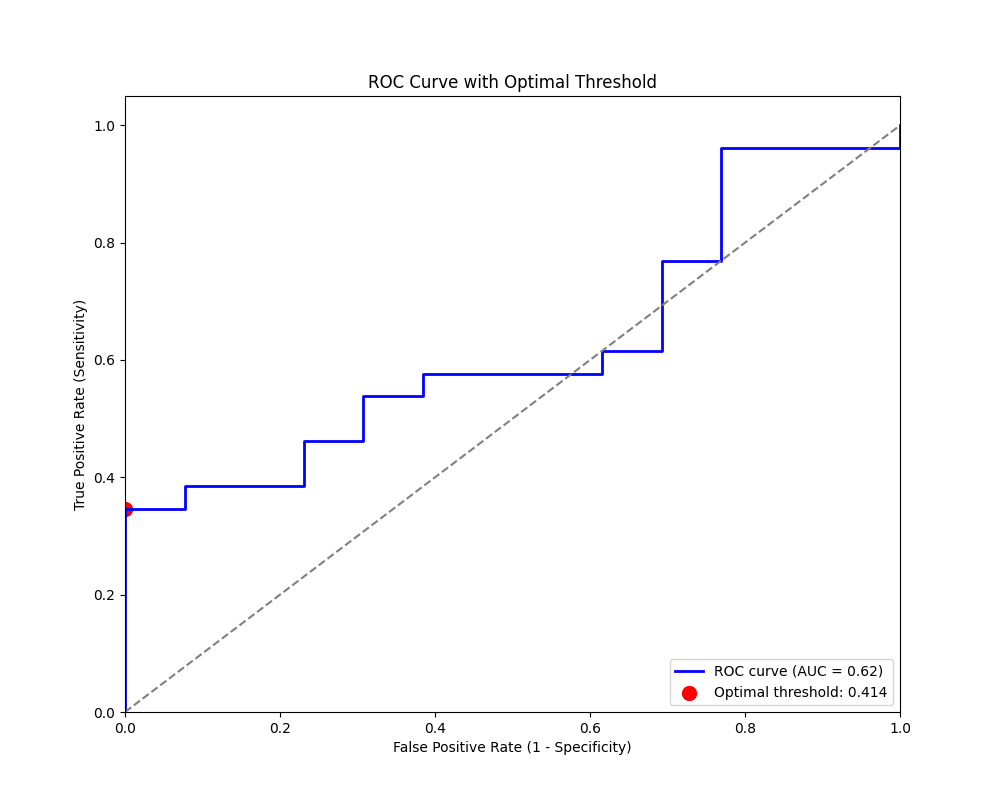 ROC Curve with Optimal Threshold
True Positive Rate (Sensitivity)
1.0
0.8
0.6
0.4
0.2
0.0
0.0 0.2 0.4 0.6 0.8 1.0
False Positive Rate (1 - Specificity)
ROC curve (AUC = 0.62)
Optimal threshold: 0.414